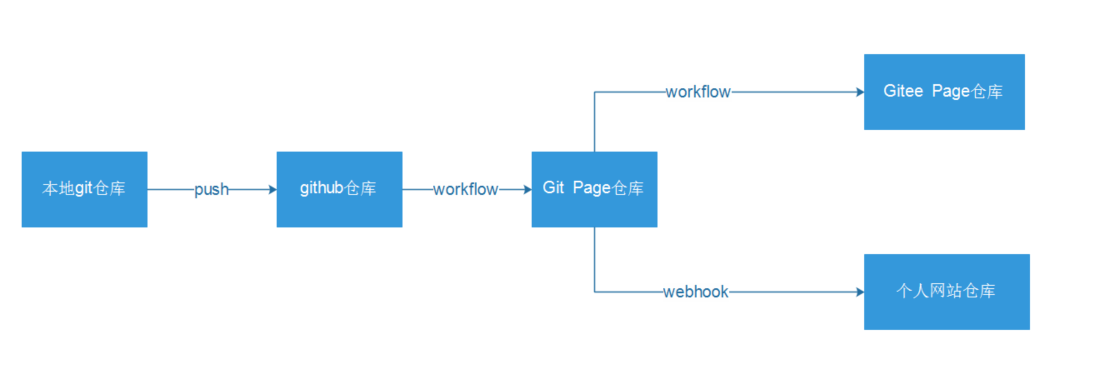 workflow
Gitee Page仓库
本地git仓库
push
github仓库
workflow
Git Page仓库
webhook
个人网站仓库